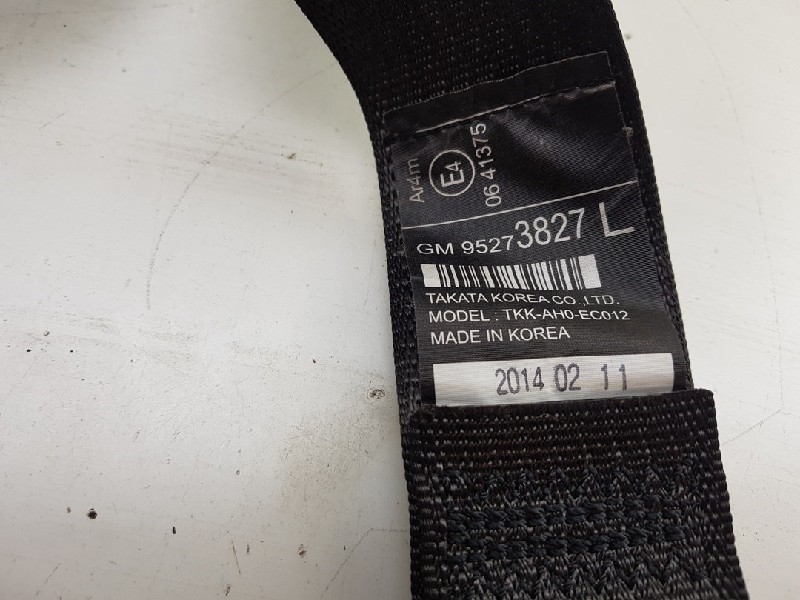 Ar4m
E4
06 41375
GM 95273827 L
TAKATA KOREA CO.,LTD.
MODEL : TKK-AH0-EC012
MADE IN KOREA
2014 02 11